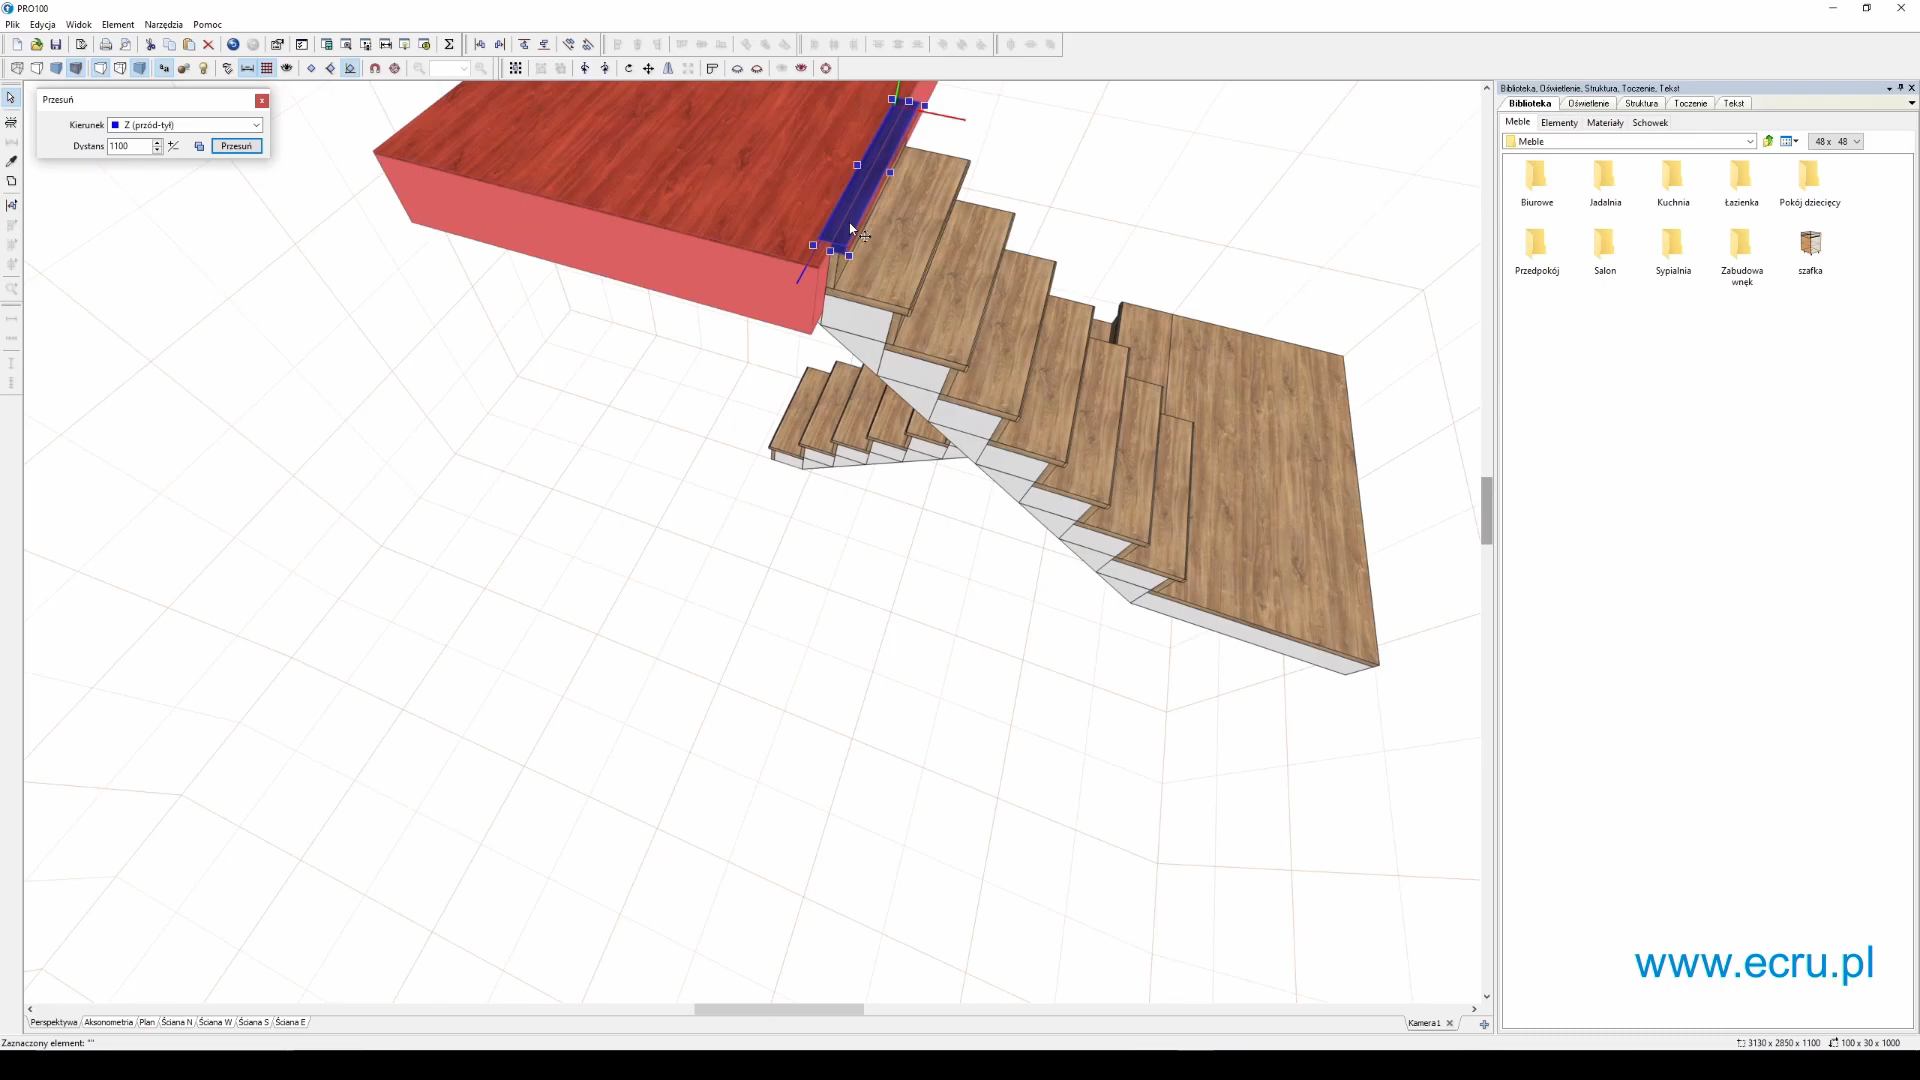 PRO100
Plik Edycja Widok Element Narzędzia Pomoc
Przesuń
Kierunek Z (przód-tył)
Dystans 1100 Przesuń
Biblioteka, Oświetlenie, Struktura, Toczenie, Tekst
Biblioteka Oświetlenie Struktura Toczenie Tekst
Meble Elementy Materiały Schowek
Meble 48 x 48
Biurowe Jadalnia Kuchnia Łazienka Pokój dziecięcy
Przedpokój Salon Sypialnia Zabudowa wnęk szafka
www.ecru.pl
Perspektywa Aksonometria Plan Ściana N Ściana W Ściana S Ściana E
Kamera1
Zaznaczony element: ""
3130 x 2850 x 1100 100 x 30 x 1000